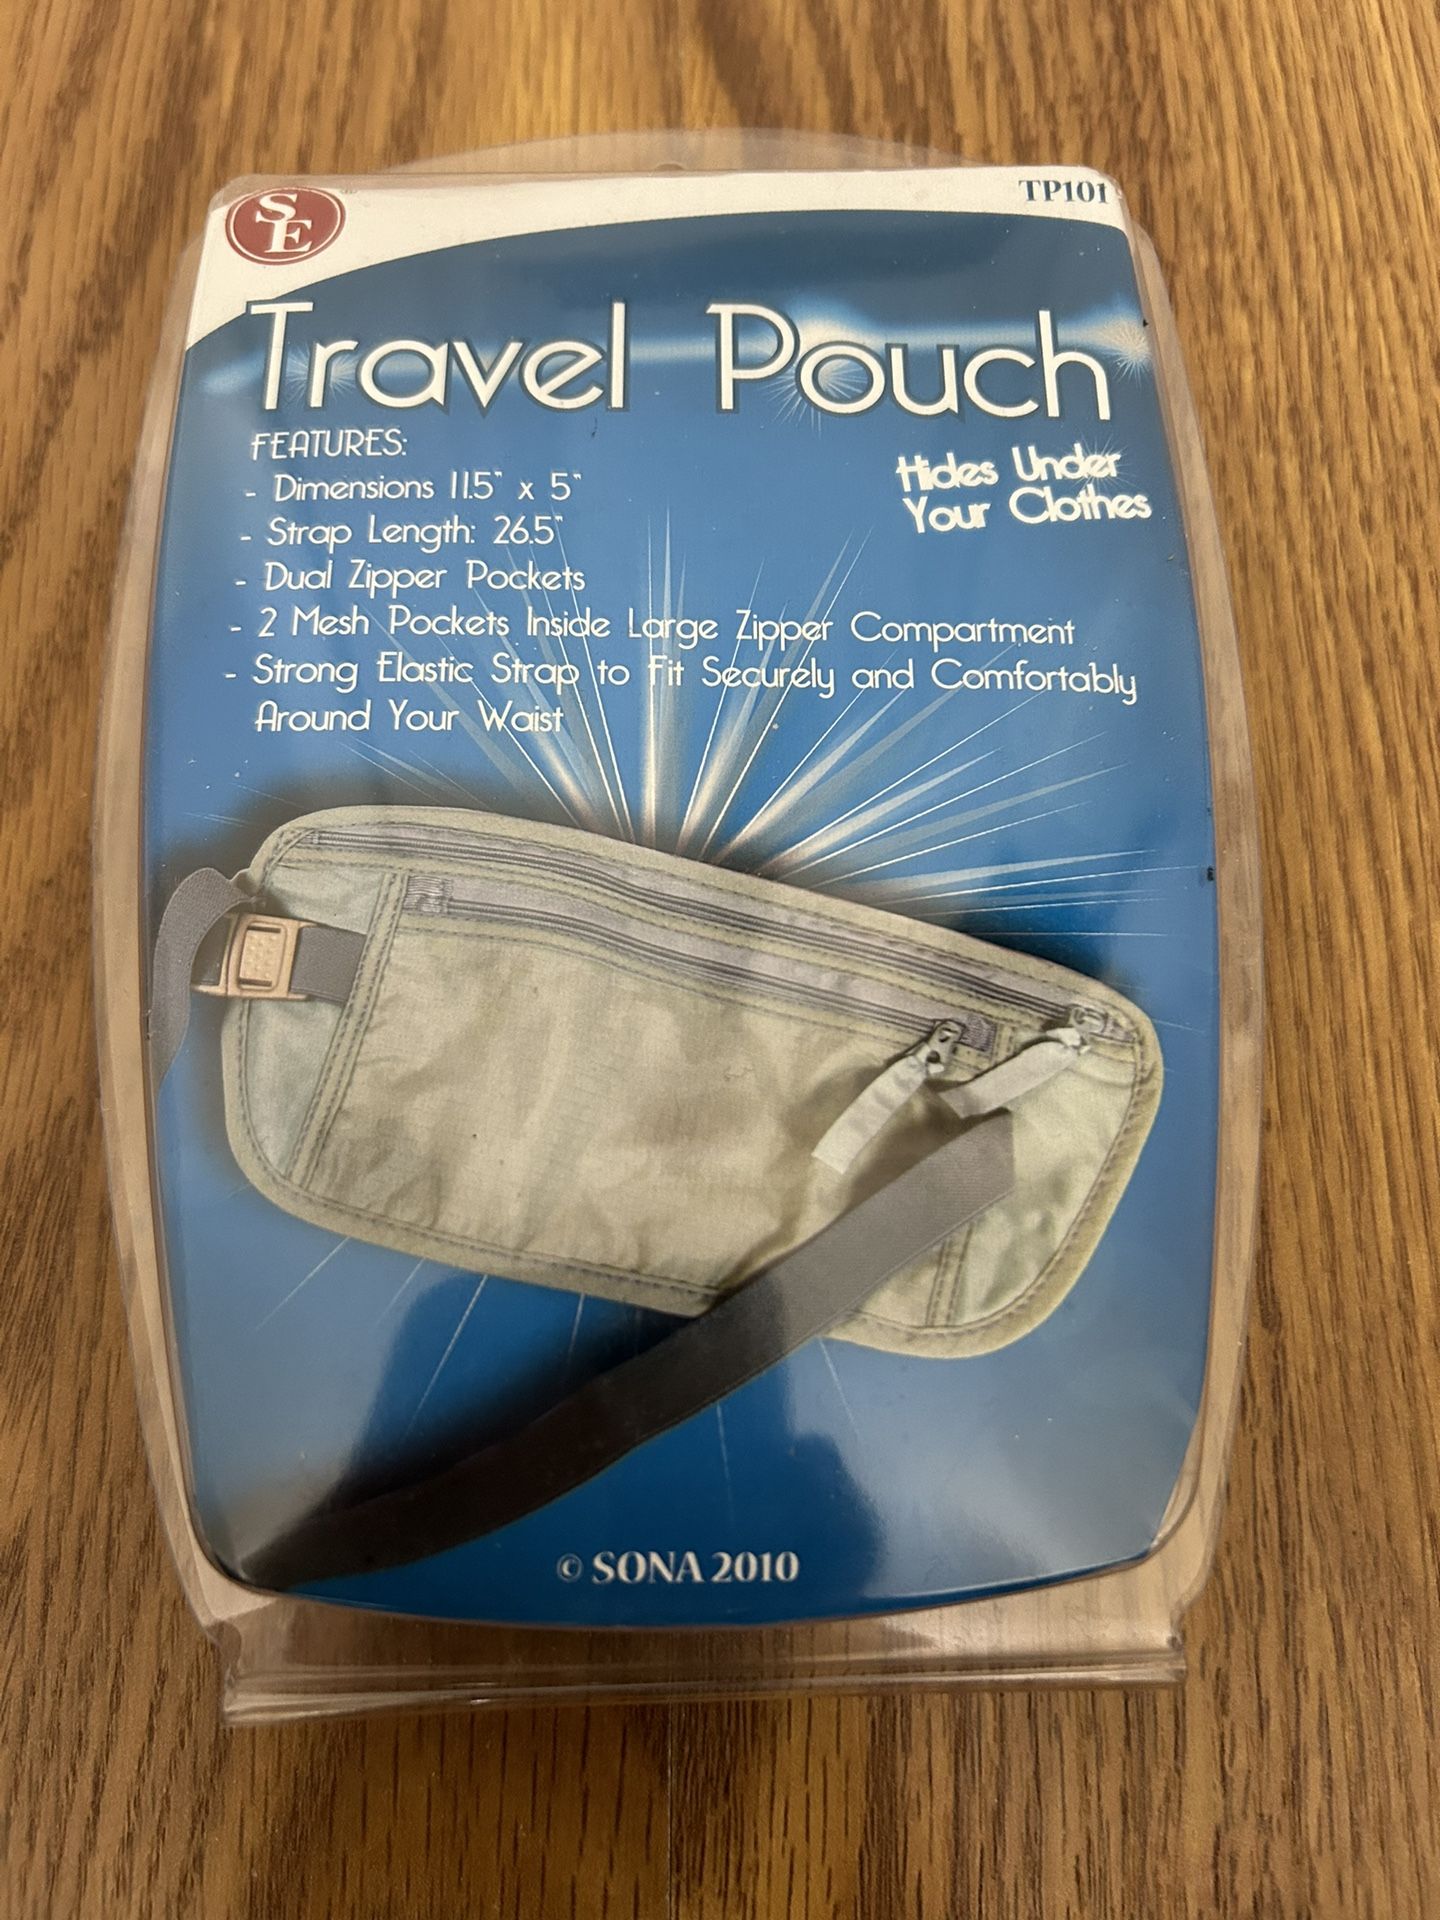 SE
TP101
Travel Pouch
FEATURES:
- Dimensions 11.5" x 5"
- Strap Length: 26.5"
- Dual Zipper Pockets
- 2 Mesh Pockets Inside Large Zipper Compartment
- Strong Elastic Strap to Fit Securely and Comfortably
Around Your Waist
Hides Under
Your Clothes
© SONA 2010